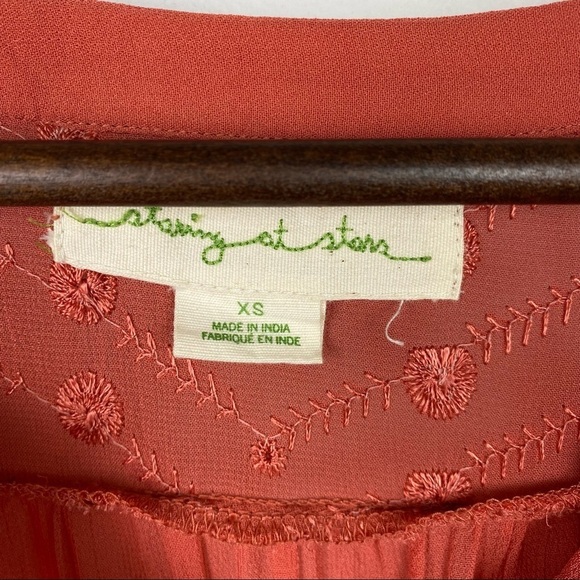 staring at stars
XS
MADE IN INDIA
FABRIQUÉ EN INDE